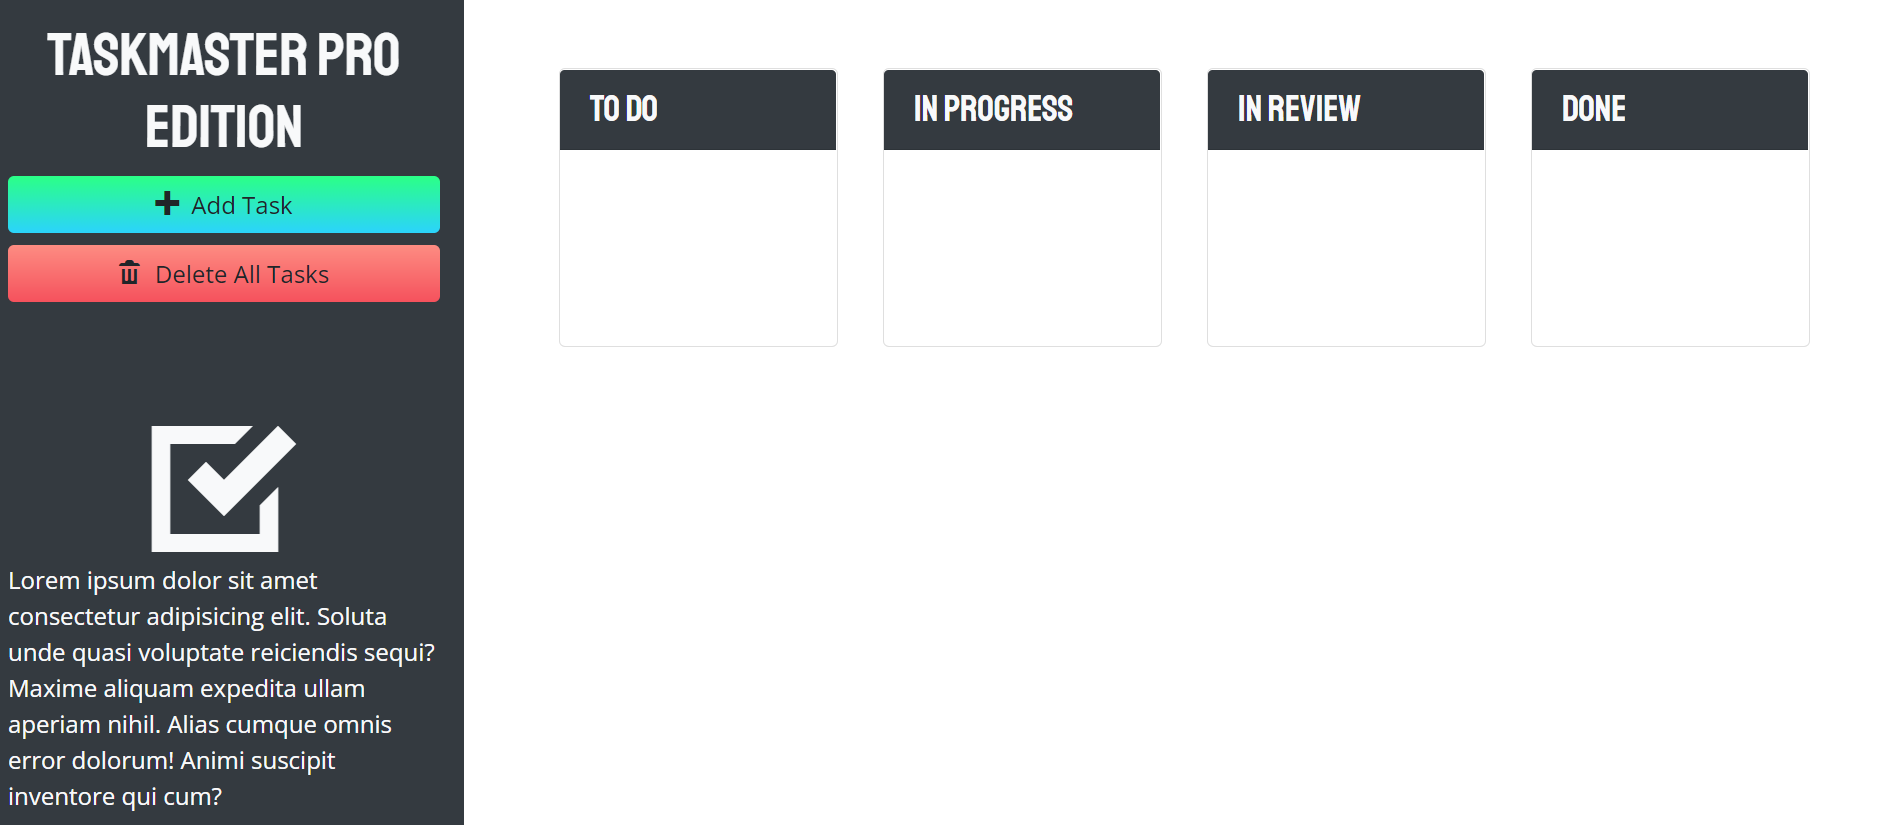 TASKMASTER PRO
EDITION
Add Task
Delete All Tasks
Lorem ipsum dolor sit amet
consectetur adipisicing elit. Soluta
unde quasi voluptate reiciendis sequi?
Maxime aliquam expedita ullam
aperiam nihil. Alias cumque omnis
error dolorum! Animi suscipit
inventore qui cum?
TO DO
IN PROGRESS
IN REVIEW
DONE